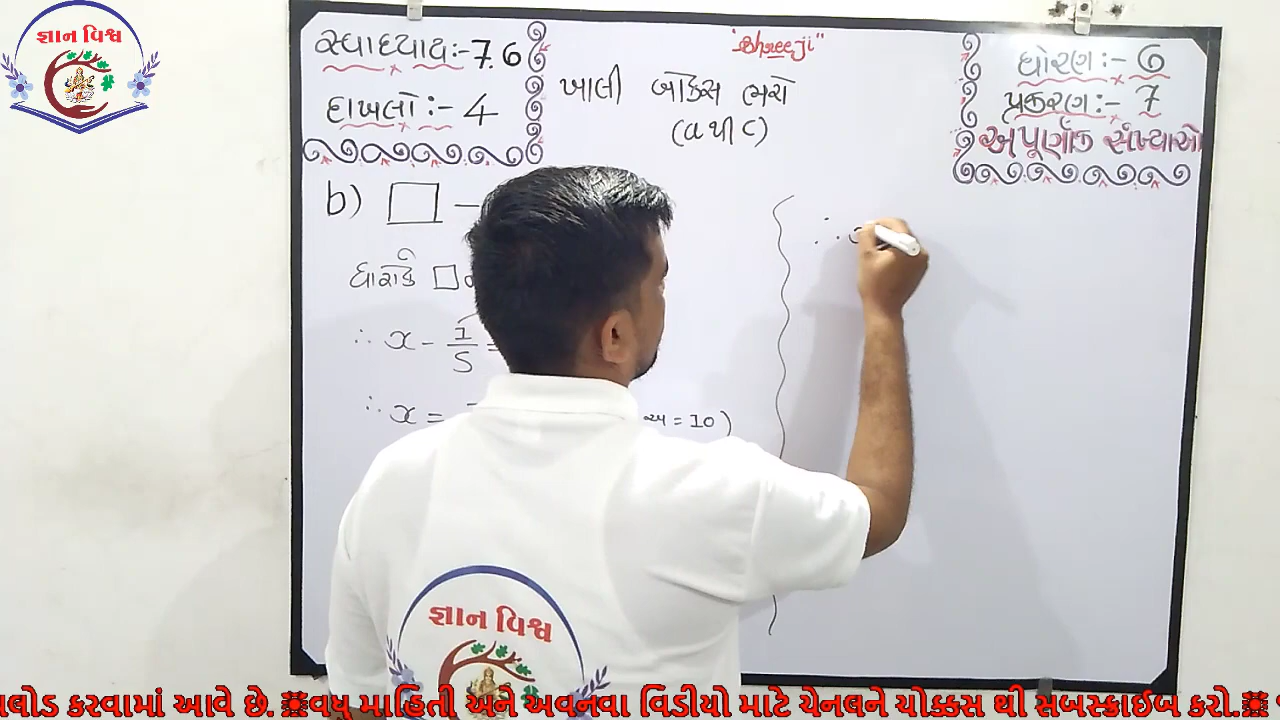 જ્ઞાન વિશ્વ
સ્વાધ્યાય:- 7.6
દાખલો :- 4
"Shreeji"
ખાલી બોક્સ ભરો
(a થી c)
ધોરણ:- 6
પ્રકરણ:- 7
અપૂર્ણાંક સંખ્યાઓ
b) □ –
ધારોકે □
∴ x - 1/5 =
∴ x =
= 10)
∴
જ્ઞાન વિશ્વ
લોડ કરવામાં આવે છે. વધુ માહિતી અને અવનવા વિડીયો માટે ચેનલને ચોક્કસ થી સબસ્ક્રાઈબ કરો.